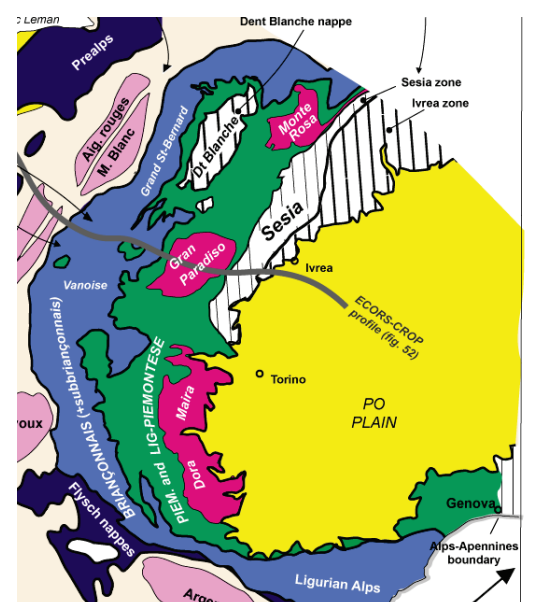 c Leman
Dent Blanche nappe
Prealps
Sesia zone
Ivrea zone
Aig. rouges
M. Blanc
Grand St-Bernard
Dt Blanche
Monte
Rosa
Sesia
Gran
Paradiso
Ivrea
Vanoise
ECORS-CROP
profile (fig. 52)
BRIANÇONNAIS (+subbriançonnais)
PIEM. and LIG-PIEMONTESE
Torino
Maira
PO
PLAIN
oux
Dora
Flysch nappes
Genova
Alps-Apennines
boundary
Ligurian Alps
Arge